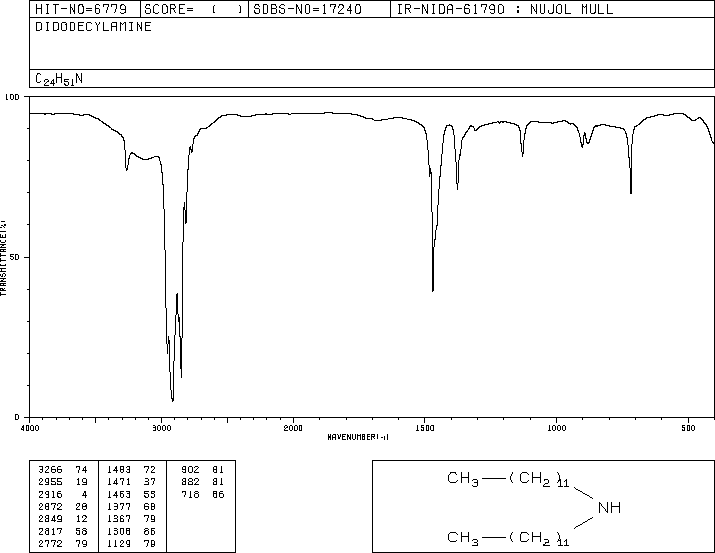 HIT-NO=6779 SCORE= ( ) SDBS-NO=17240 IR-NIDA-61790 : NUJOL MULL
DIDODECYLAMINE
C24H51N
100
50
0
TRANSMITTANCE(%)
4000 3000 2000 1500 1000 500
WAVENUMBER(-1)
3266 74 1483 72 902 81
2955 19 1471 37 882 81
2916 4 1463 55 718 66
2872 20 1377 68
2849 12 1367 79
2817 58 1308 86
2772 79 1129 79
CH3—(CH2)11
NH
CH3—(CH2)11